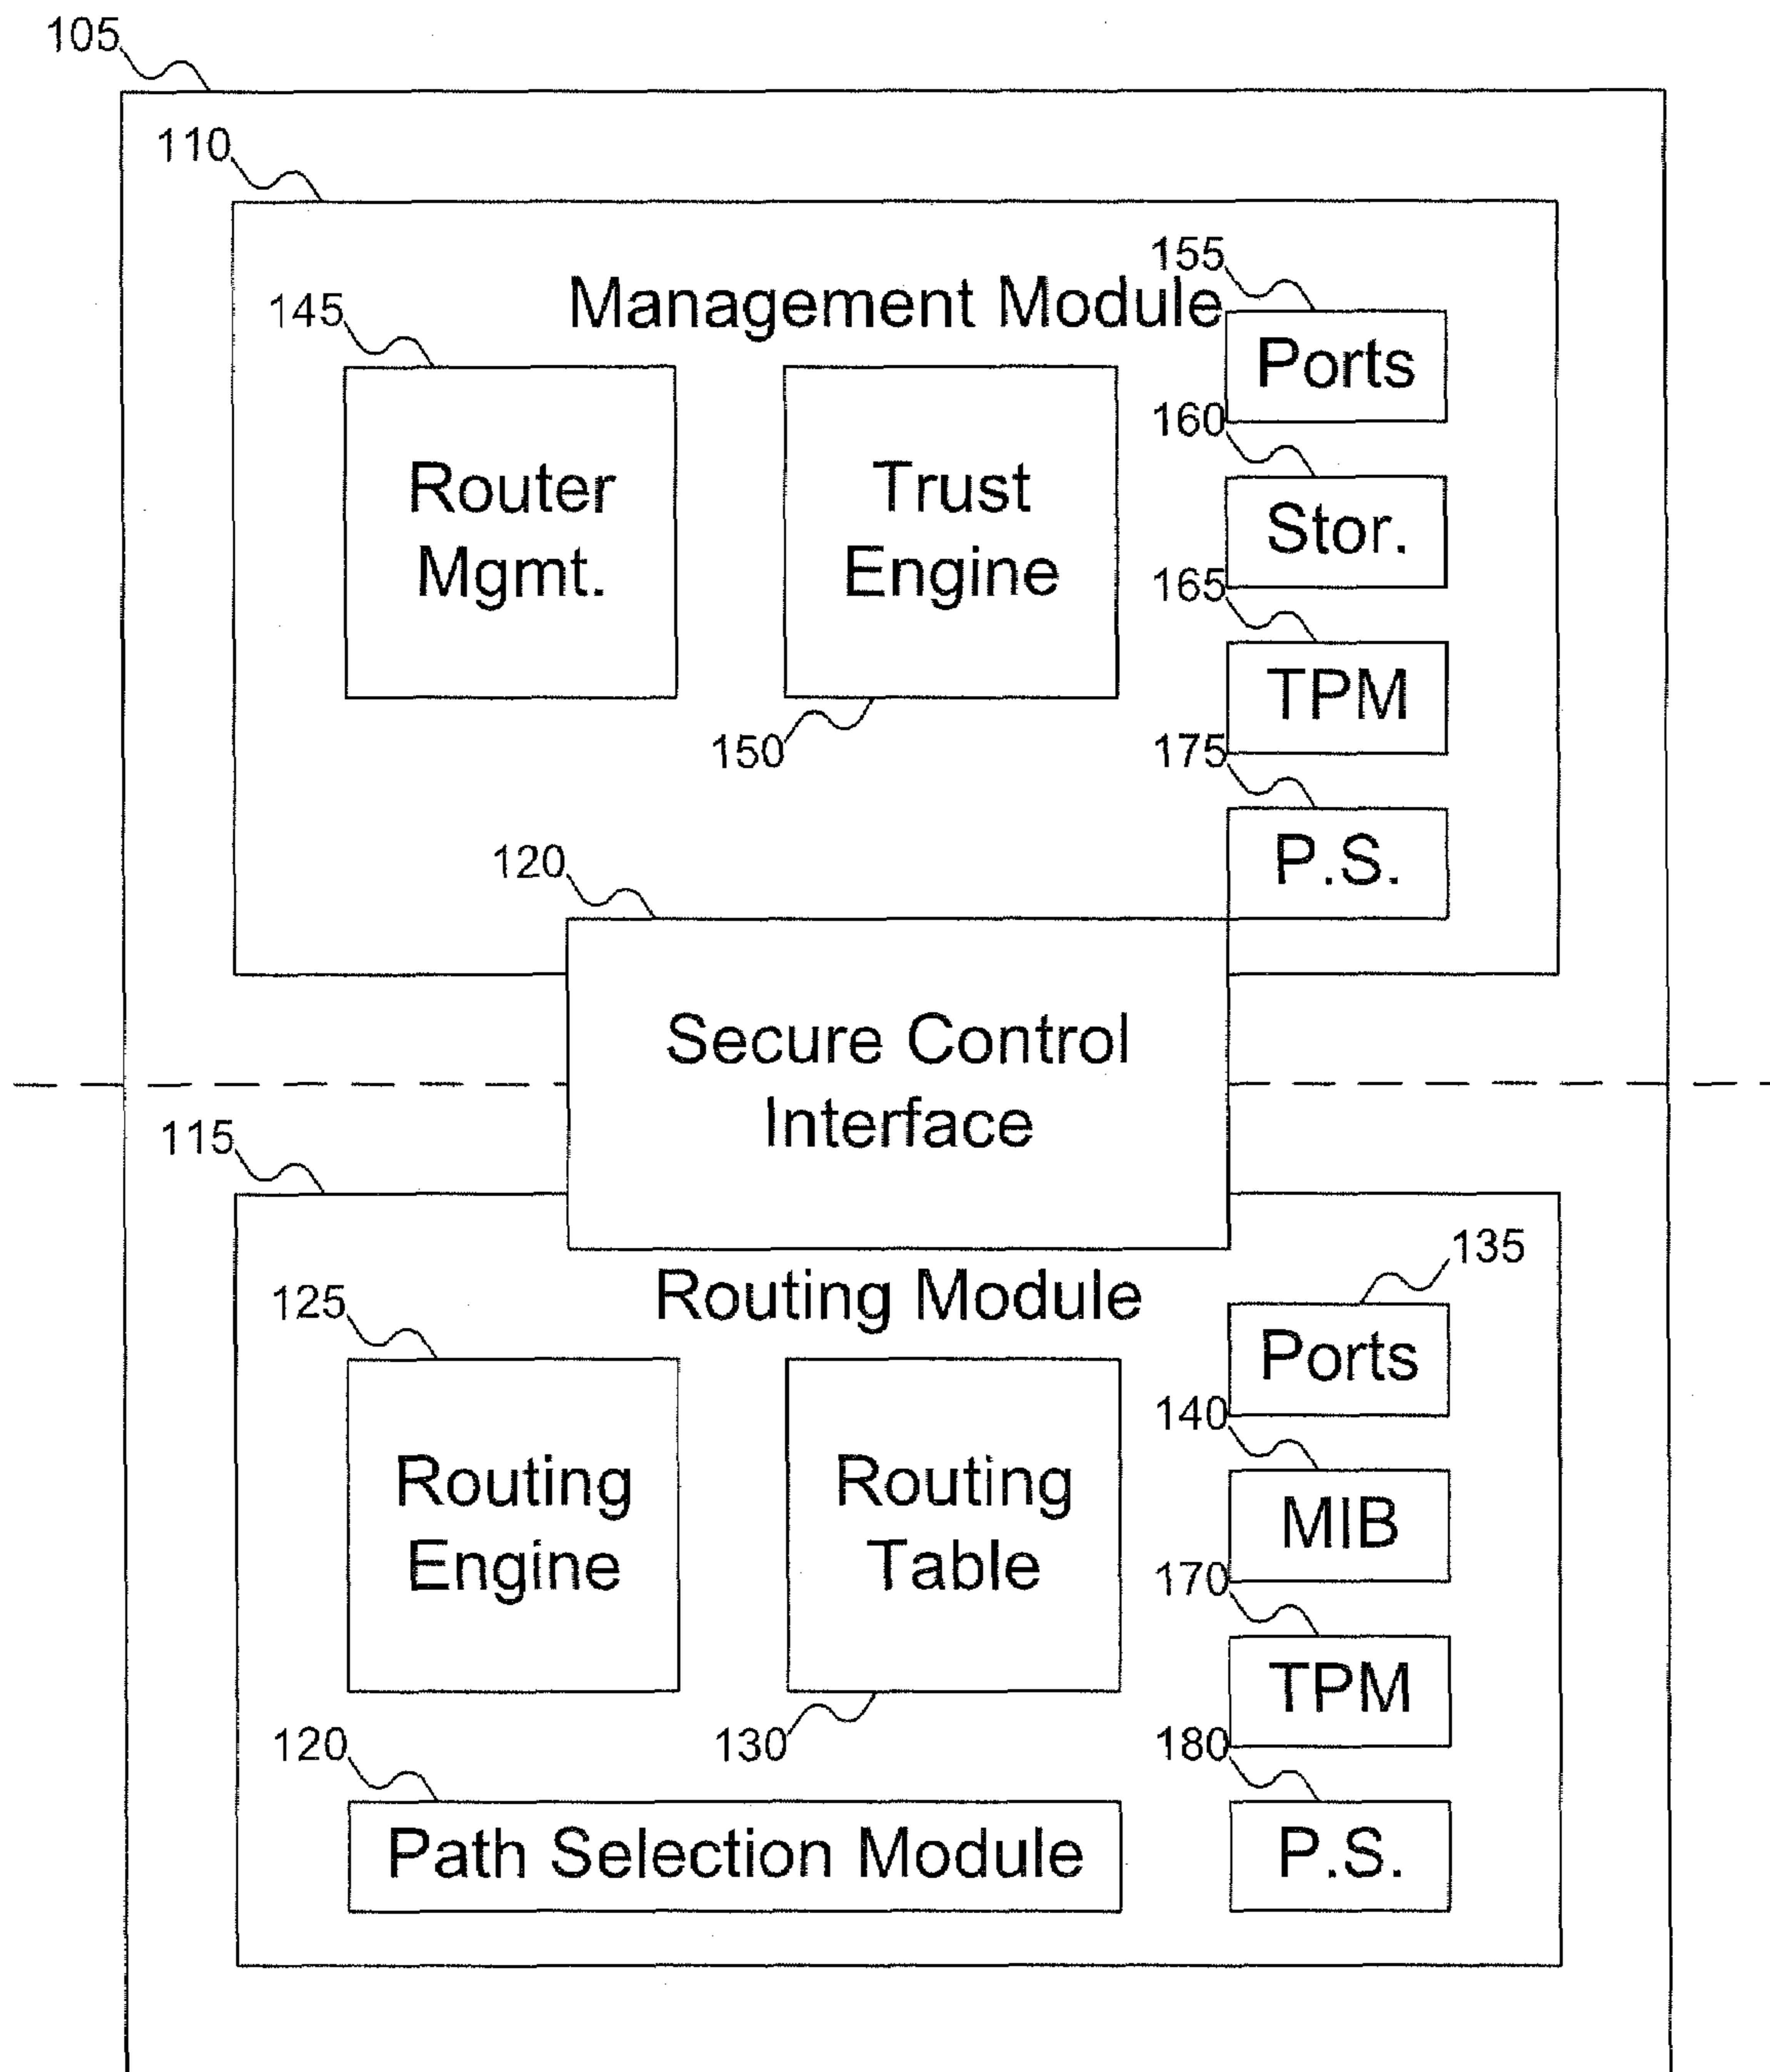 105
110
155
Management Module
145
Ports
160
Router
Mgmt.
Trust
Engine
Stor.
165
TPM
150
175
P.S.
120
Secure Control
Interface
115
135
Routing Module
125
Ports
140
Routing
Engine
Routing
Table
MIB
170
TPM
120
130
180
Path Selection Module
P.S.